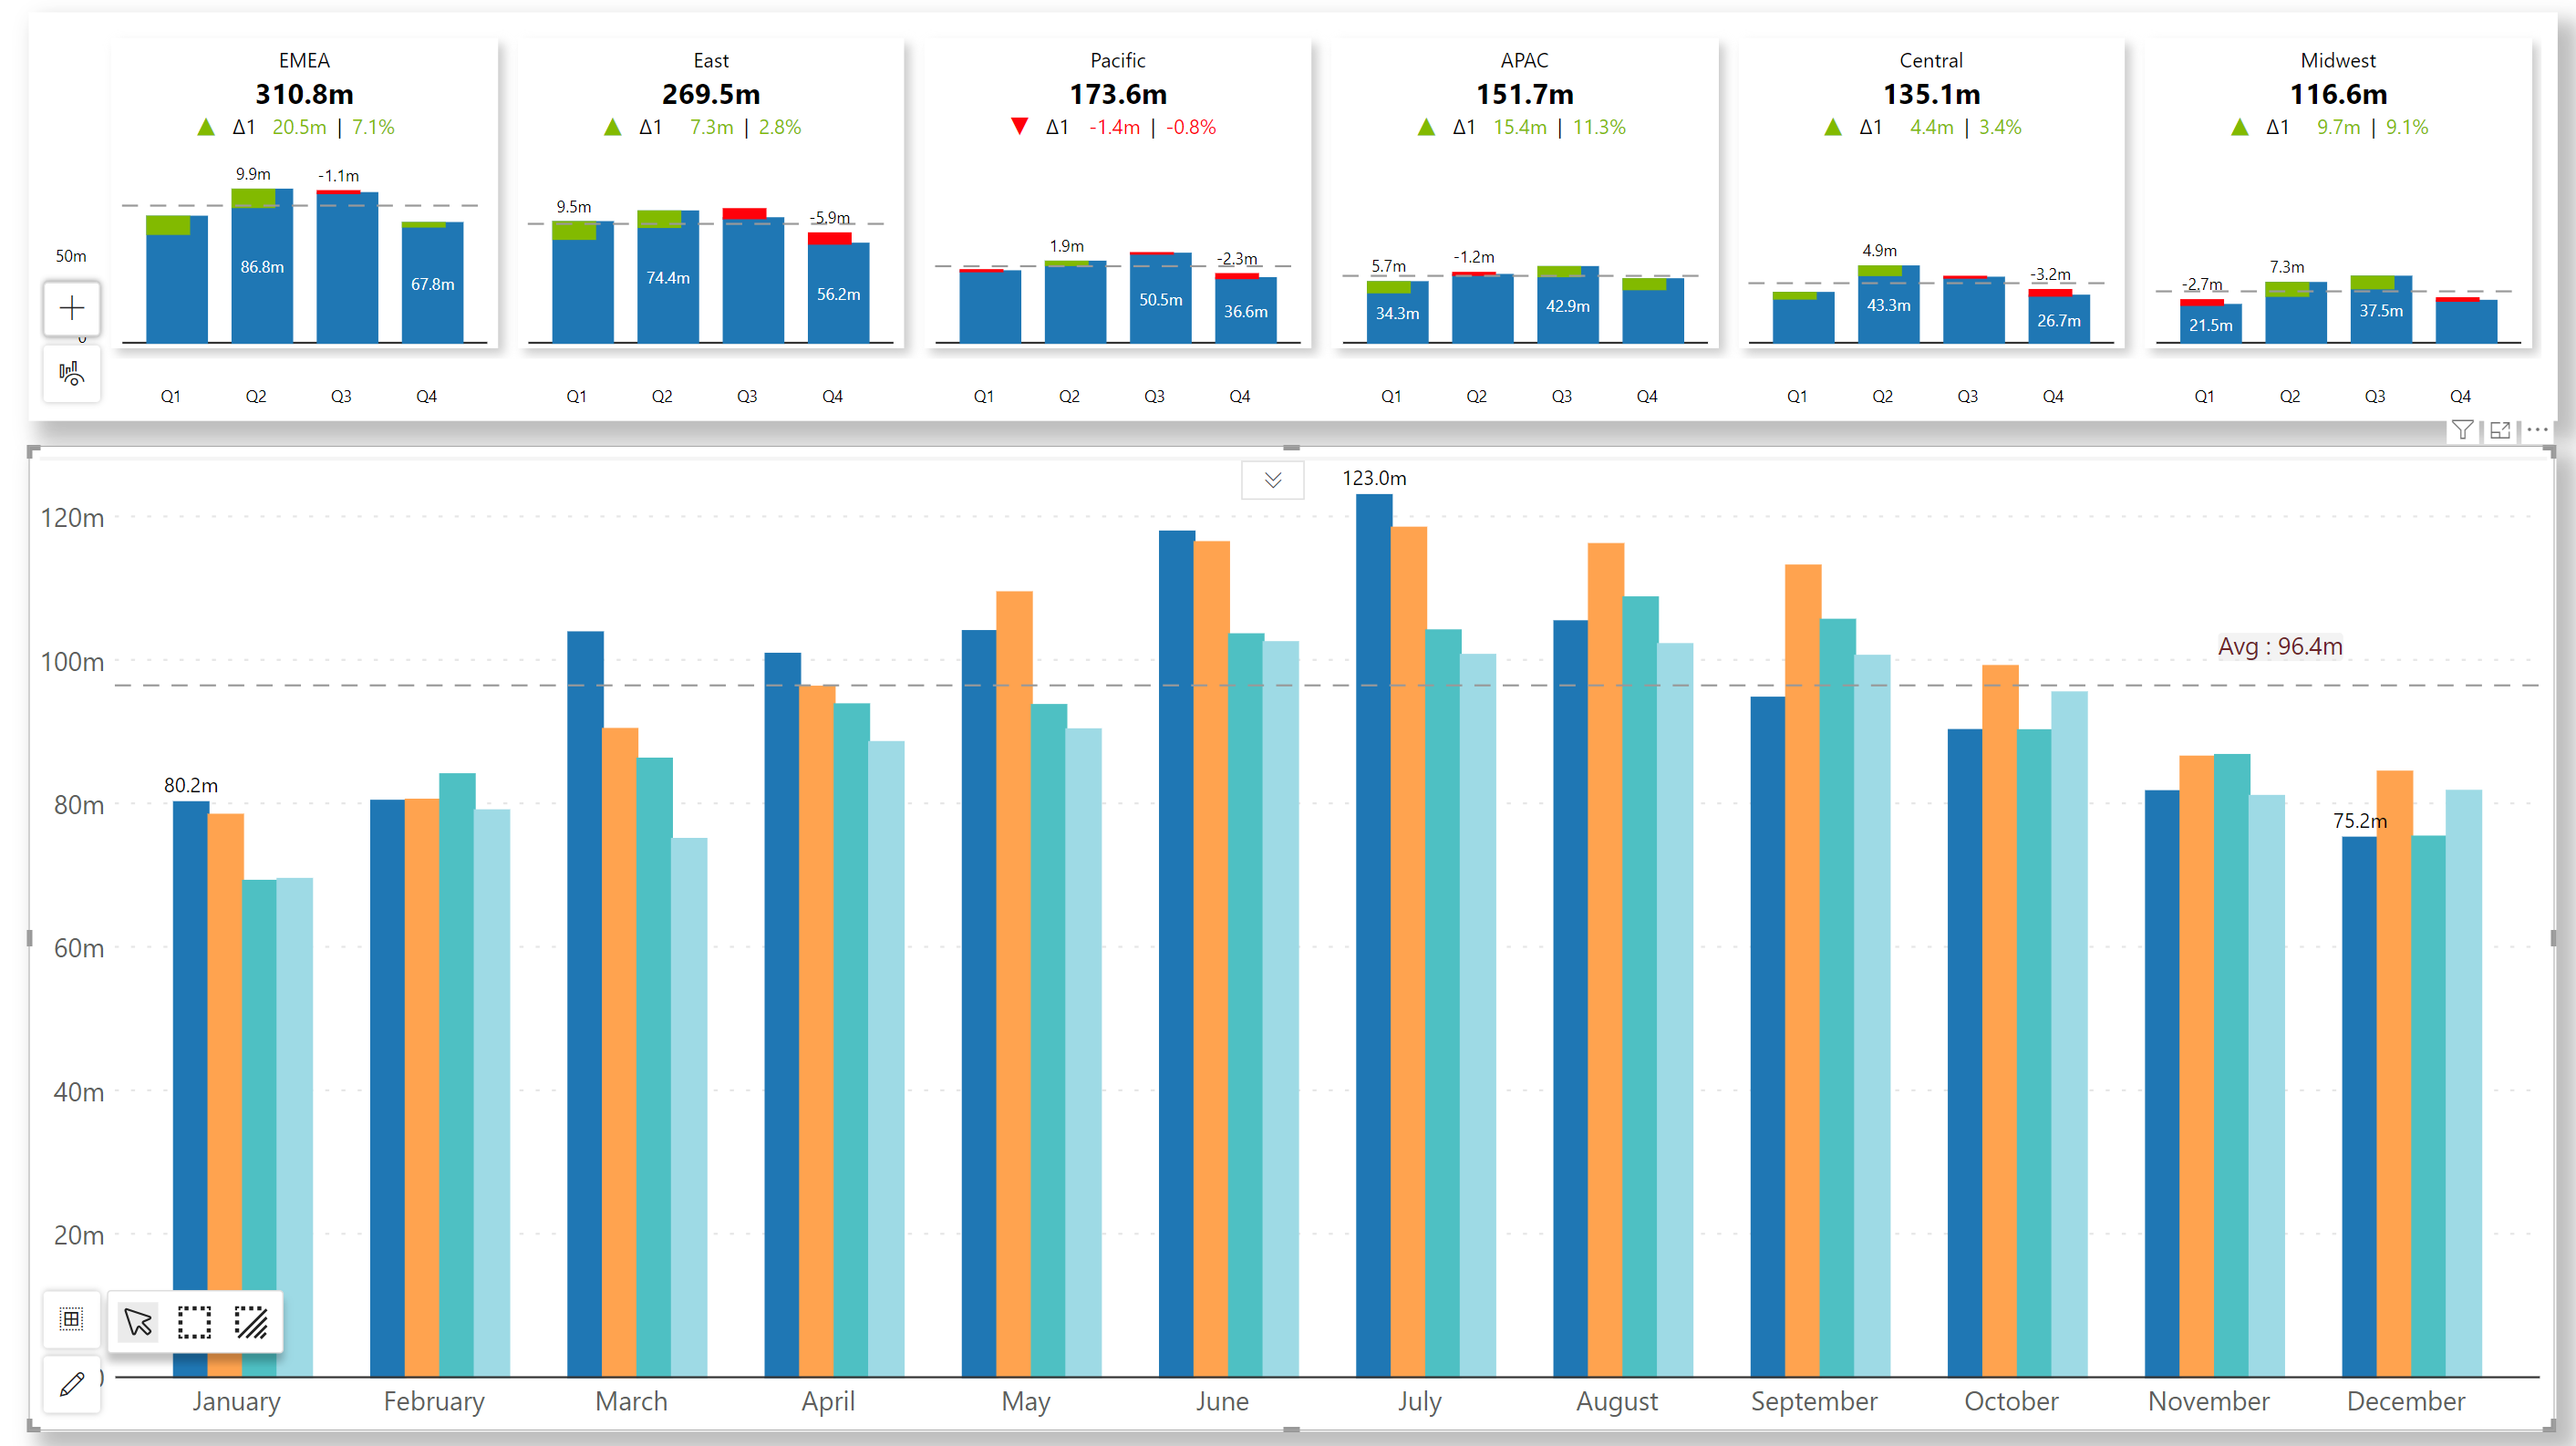 EMEA
310.8m
▲ Δ1 20.5m | 7.1%
9.9m
-1.1m
86.8m
67.8m
East
269.5m
▲ Δ1 7.3m | 2.8%
9.5m
-5.9m
74.4m
56.2m
Pacific
173.6m
▼ Δ1 -1.4m | -0.8%
1.9m
-2.3m
50.5m
36.6m
APAC
151.7m
▲ Δ1 15.4m | 11.3%
5.7m
-1.2m
34.3m
42.9m
Central
135.1m
▲ Δ1 4.4m | 3.4%
4.9m
-3.2m
43.3m
26.7m
Midwest
116.6m
▲ Δ1 9.7m | 9.1%
-2.7m
7.3m
21.5m
37.5m
50m
0
Q1 Q2 Q3 Q4 Q1 Q2 Q3 Q4 Q1 Q2 Q3 Q4 Q1 Q2 Q3 Q4 Q1 Q2 Q3 Q4 Q1 Q2 Q3 Q4
123.0m
120m
100m
Avg : 96.4m
80.2m
80m
75.2m
60m
40m
20m
January February March April May June July August September October November December